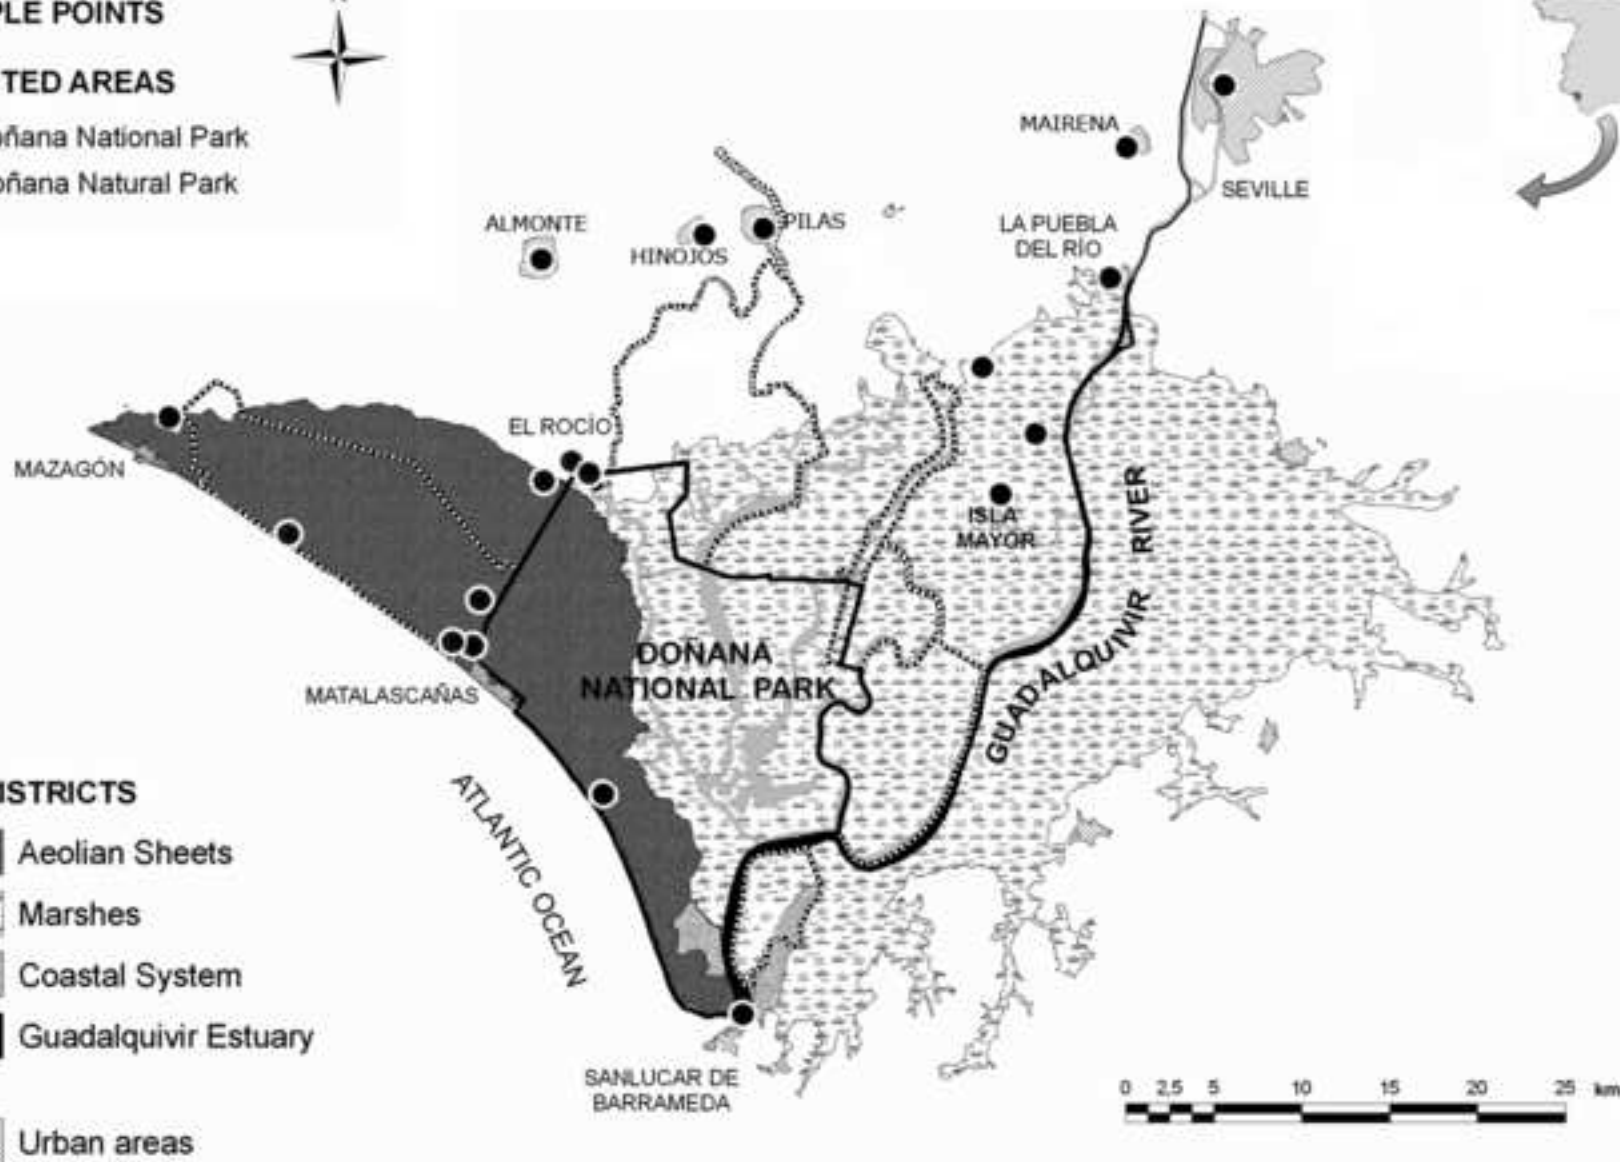 PLE POINTS
TED AREAS
ñana National Park
oñana Natural Park
MAIRENA
SEVILLE
ALMONTE
HINOJOS
PILAS
LA PUEBLA
DEL RÍO
EL ROCÍO
MAZAGÓN
ISLA
MAYOR
GUADALQUIVIR RIVER
DOÑANA
NATIONAL PARK
MATALASCAÑAS
ATLANTIC OCEAN
ISTRICTS
Aeolian Sheets
Marshes
Coastal System
Guadalquivir Estuary
Urban areas
SANLUCAR DE
BARRAMEDA
0 2,5 5 10 15 20 25 km